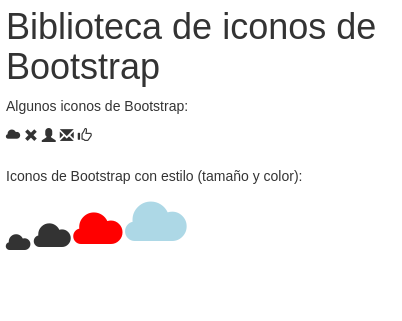 Biblioteca de iconos de
Bootstrap
Algunos iconos de Bootstrap:
Iconos de Bootstrap con estilo (tamaño y color):